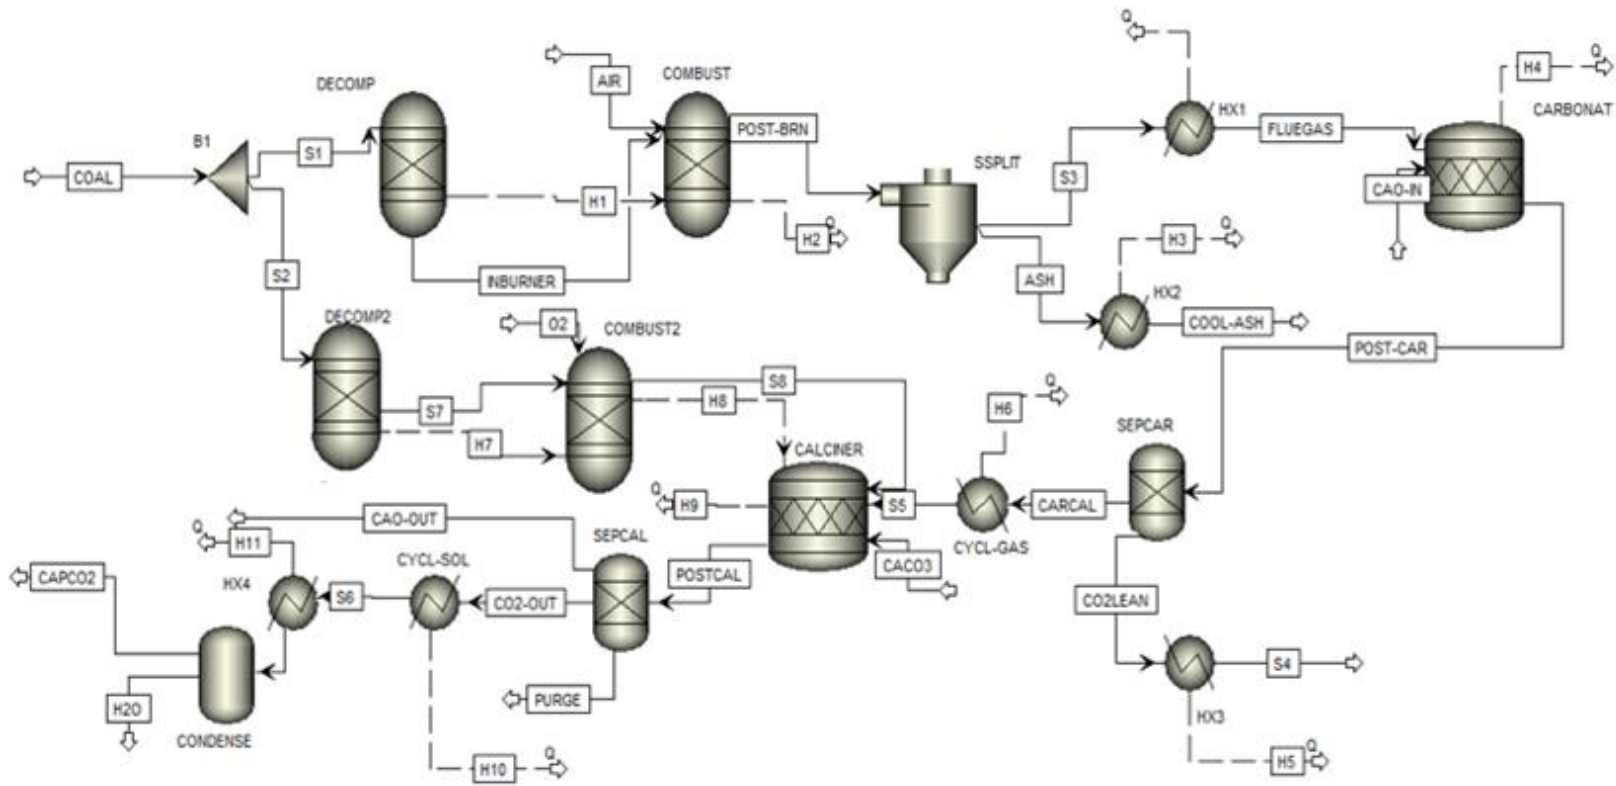 Q
H4
Q
DECOMP
AIR
COMBUST
HX1
CARBONAT
POST-BRN
FLUEGAS
B1
S1
SSPLIT
S3
COAL
CAO-IN
H1
H2
Q
H3
Q
S2
INBURNER
ASH
HX2
DECOMP2
O2
COMBUST2
COOL-ASH
POST-CAR
S8
H8
Q
S7
H6
H7
SEPCAR
CALCINER
Q
H9
S5
CARCAL
CAO-OUT
Q
H11
SEPCAL
CYCL-GAS
CYCL-SOL
POSTCAL
CACO3
CAPCO2
HX4
S6
CO2-OUT
CO2LEAN
S4
PURGE
H2O
HX3
CONDENSE
H10
Q
H5
Q